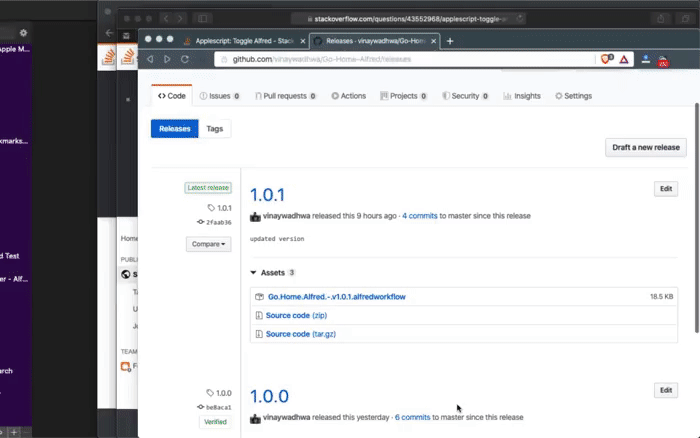 stackoverflow.com/questions/43552968/applescript-toggle-
Applescript: Toggle Alfred - Stac
Releases · vinaywadhwa/Go-Hom
github.com/vinaywadhwa/Go-Home-Alfred/releases
pple M...
kmarks...
d Test
er - Alf...
arch
Home
PUBL
S
TEAM
F
Code
Issues 0
Pull requests 0
Actions
Projects 0
Security 0
Insights
Settings
Releases
Tags
Draft a new release
Latest release
1.0.1
2faab36
Compare
1.0.1
Edit
vinaywadhwa released this 9 hours ago · 4 commits to master since this release
updated version
Assets 3
Go.Home.Alfred.-.v1.0.1.alfredworkflow
18.5 KB
Source code (zip)
Source code (tar.gz)
1.0.0
be8aca1
Verified
1.0.0
Edit
vinaywadhwa released this yesterday · 6 commits to master since this release